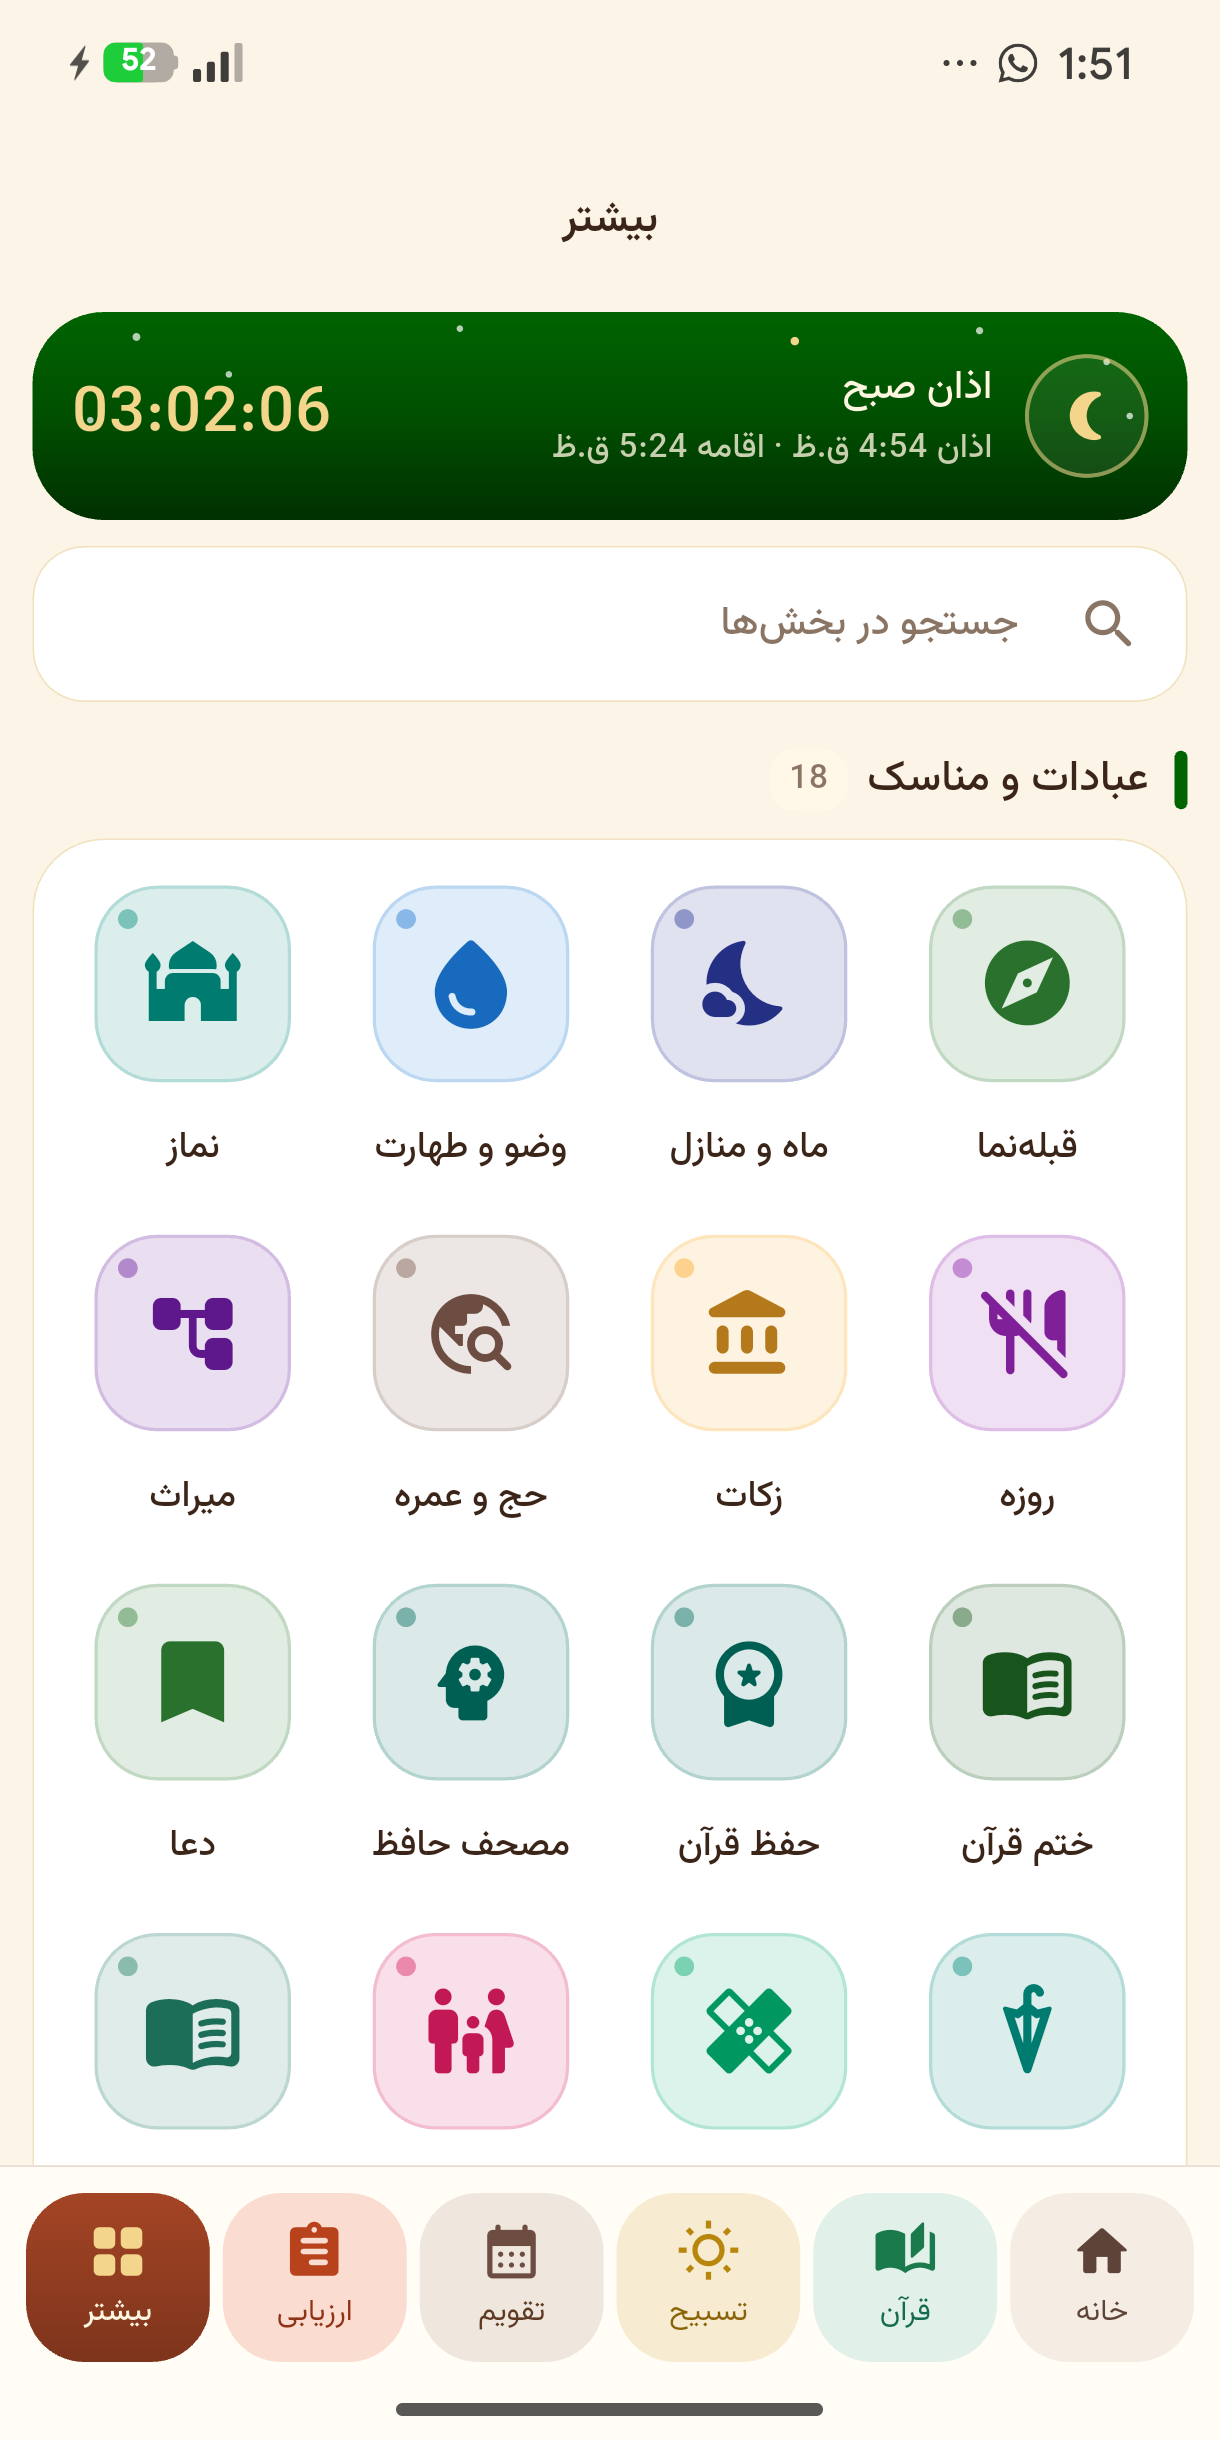 52
1:51
بیشتر
اذان صبح
اذان 4:54 ق.ظ · اقامه 5:24 ق.ظ
03:02:06
جستجو در بخش‌ها
عبادات و مناسک 18
قبله‌نما
ماه و منازل
وضو و طهارت
نماز
روزه
زکات
حج و عمره
میراث
ختم قرآن
حفظ قرآن
مصحف حافظ
دعا
خانه
قرآن
تسبیح
تقویم
ارزیابی
بیشتر